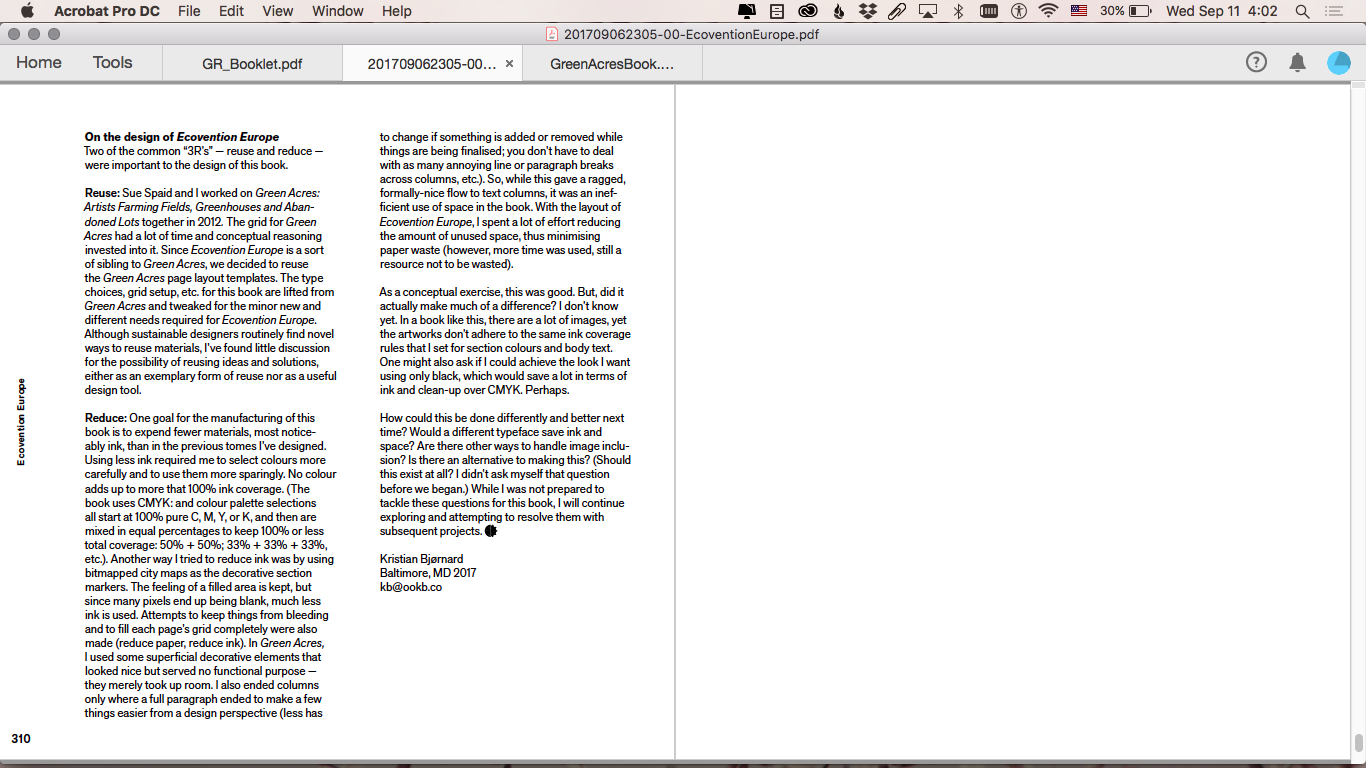 Acrobat Pro DC File Edit View Window Help 30% Wed Sep 11 4:02
201709062305-00-EcoventionEurope.pdf
Home Tools GR_Booklet.pdf 201709062305-00... × GreenAcresBook....
On the design of Ecovention Europe
Two of the common “3R’s” — reuse and reduce —
were important to the design of this book.
Reuse: Sue Spaid and I worked on Green Acres:
Artists Farming Fields, Greenhouses and Aban-
doned Lots together in 2012. The grid for Green
Acres had a lot of time and conceptual reasoning
invested into it. Since Ecovention Europe is a sort
of sibling to Green Acres, we decided to reuse
the Green Acres page layout templates. The type
choices, grid setup, etc. for this book are lifted from
Green Acres and tweaked for the minor new and
different needs required for Ecovention Europe.
Although sustainable designers routinely find novel
ways to reuse materials, I’ve found little discussion
for the possibility of reusing ideas and solutions,
either as an exemplary form of reuse nor as a useful
design tool.
Reduce: One goal for the manufacturing of this
book is to expend fewer materials, most notice-
ably ink, than in the previous tomes I’ve designed.
Using less ink required me to select colours more
carefully and to use them more sparingly. No colour
adds up to more that 100% ink coverage. (The
book uses CMYK: and colour palette selections
all start at 100% pure C, M, Y, or K, and then are
mixed in equal percentages to keep 100% or less
total coverage: 50% + 50%; 33% + 33% + 33%,
etc.). Another way I tried to reduce ink was by using
bitmapped city maps as the decorative section
markers. The feeling of a filled area is kept, but
since many pixels end up being blank, much less
ink is used. Attempts to keep things from bleeding
and to fill each page’s grid completely were also
made (reduce paper, reduce ink). In Green Acres,
I used some superficial decorative elements that
looked nice but served no functional purpose —
they merely took up room. I also ended columns
only where a full paragraph ended to make a few
things easier from a design perspective (less has
to change if something is added or removed while
things are being finalised; you don’t have to deal
with as many annoying line or paragraph breaks
across columns, etc.). So, while this gave a ragged,
formally-nice flow to text columns, it was an inef-
ficient use of space in the book. With the layout of
Ecovention Europe, I spent a lot of effort reducing
the amount of unused space, thus minimising
paper waste (however, more time was used, still a
resource not to be wasted).
As a conceptual exercise, this was good. But, did it
actually make much of a difference? I don’t know
yet. In a book like this, there are a lot of images, yet
the artworks don’t adhere to the same ink coverage
rules that I set for section colours and body text.
One might also ask if I could achieve the look I want
using only black, which would save a lot in terms of
ink and clean-up over CMYK. Perhaps.
How could this be done differently and better next
time? Would a different typeface save ink and
space? Are there other ways to handle image inclu-
sion? Is there an alternative to making this? (Should
this exist at all? I didn’t ask myself that question
before we began.) While I was not prepared to
tackle these questions for this book, I will continue
exploring and attempting to resolve them with
subsequent projects.
Kristian Bjørnard
Baltimore, MD 2017
kb@ookb.co
Ecovention Europe
310